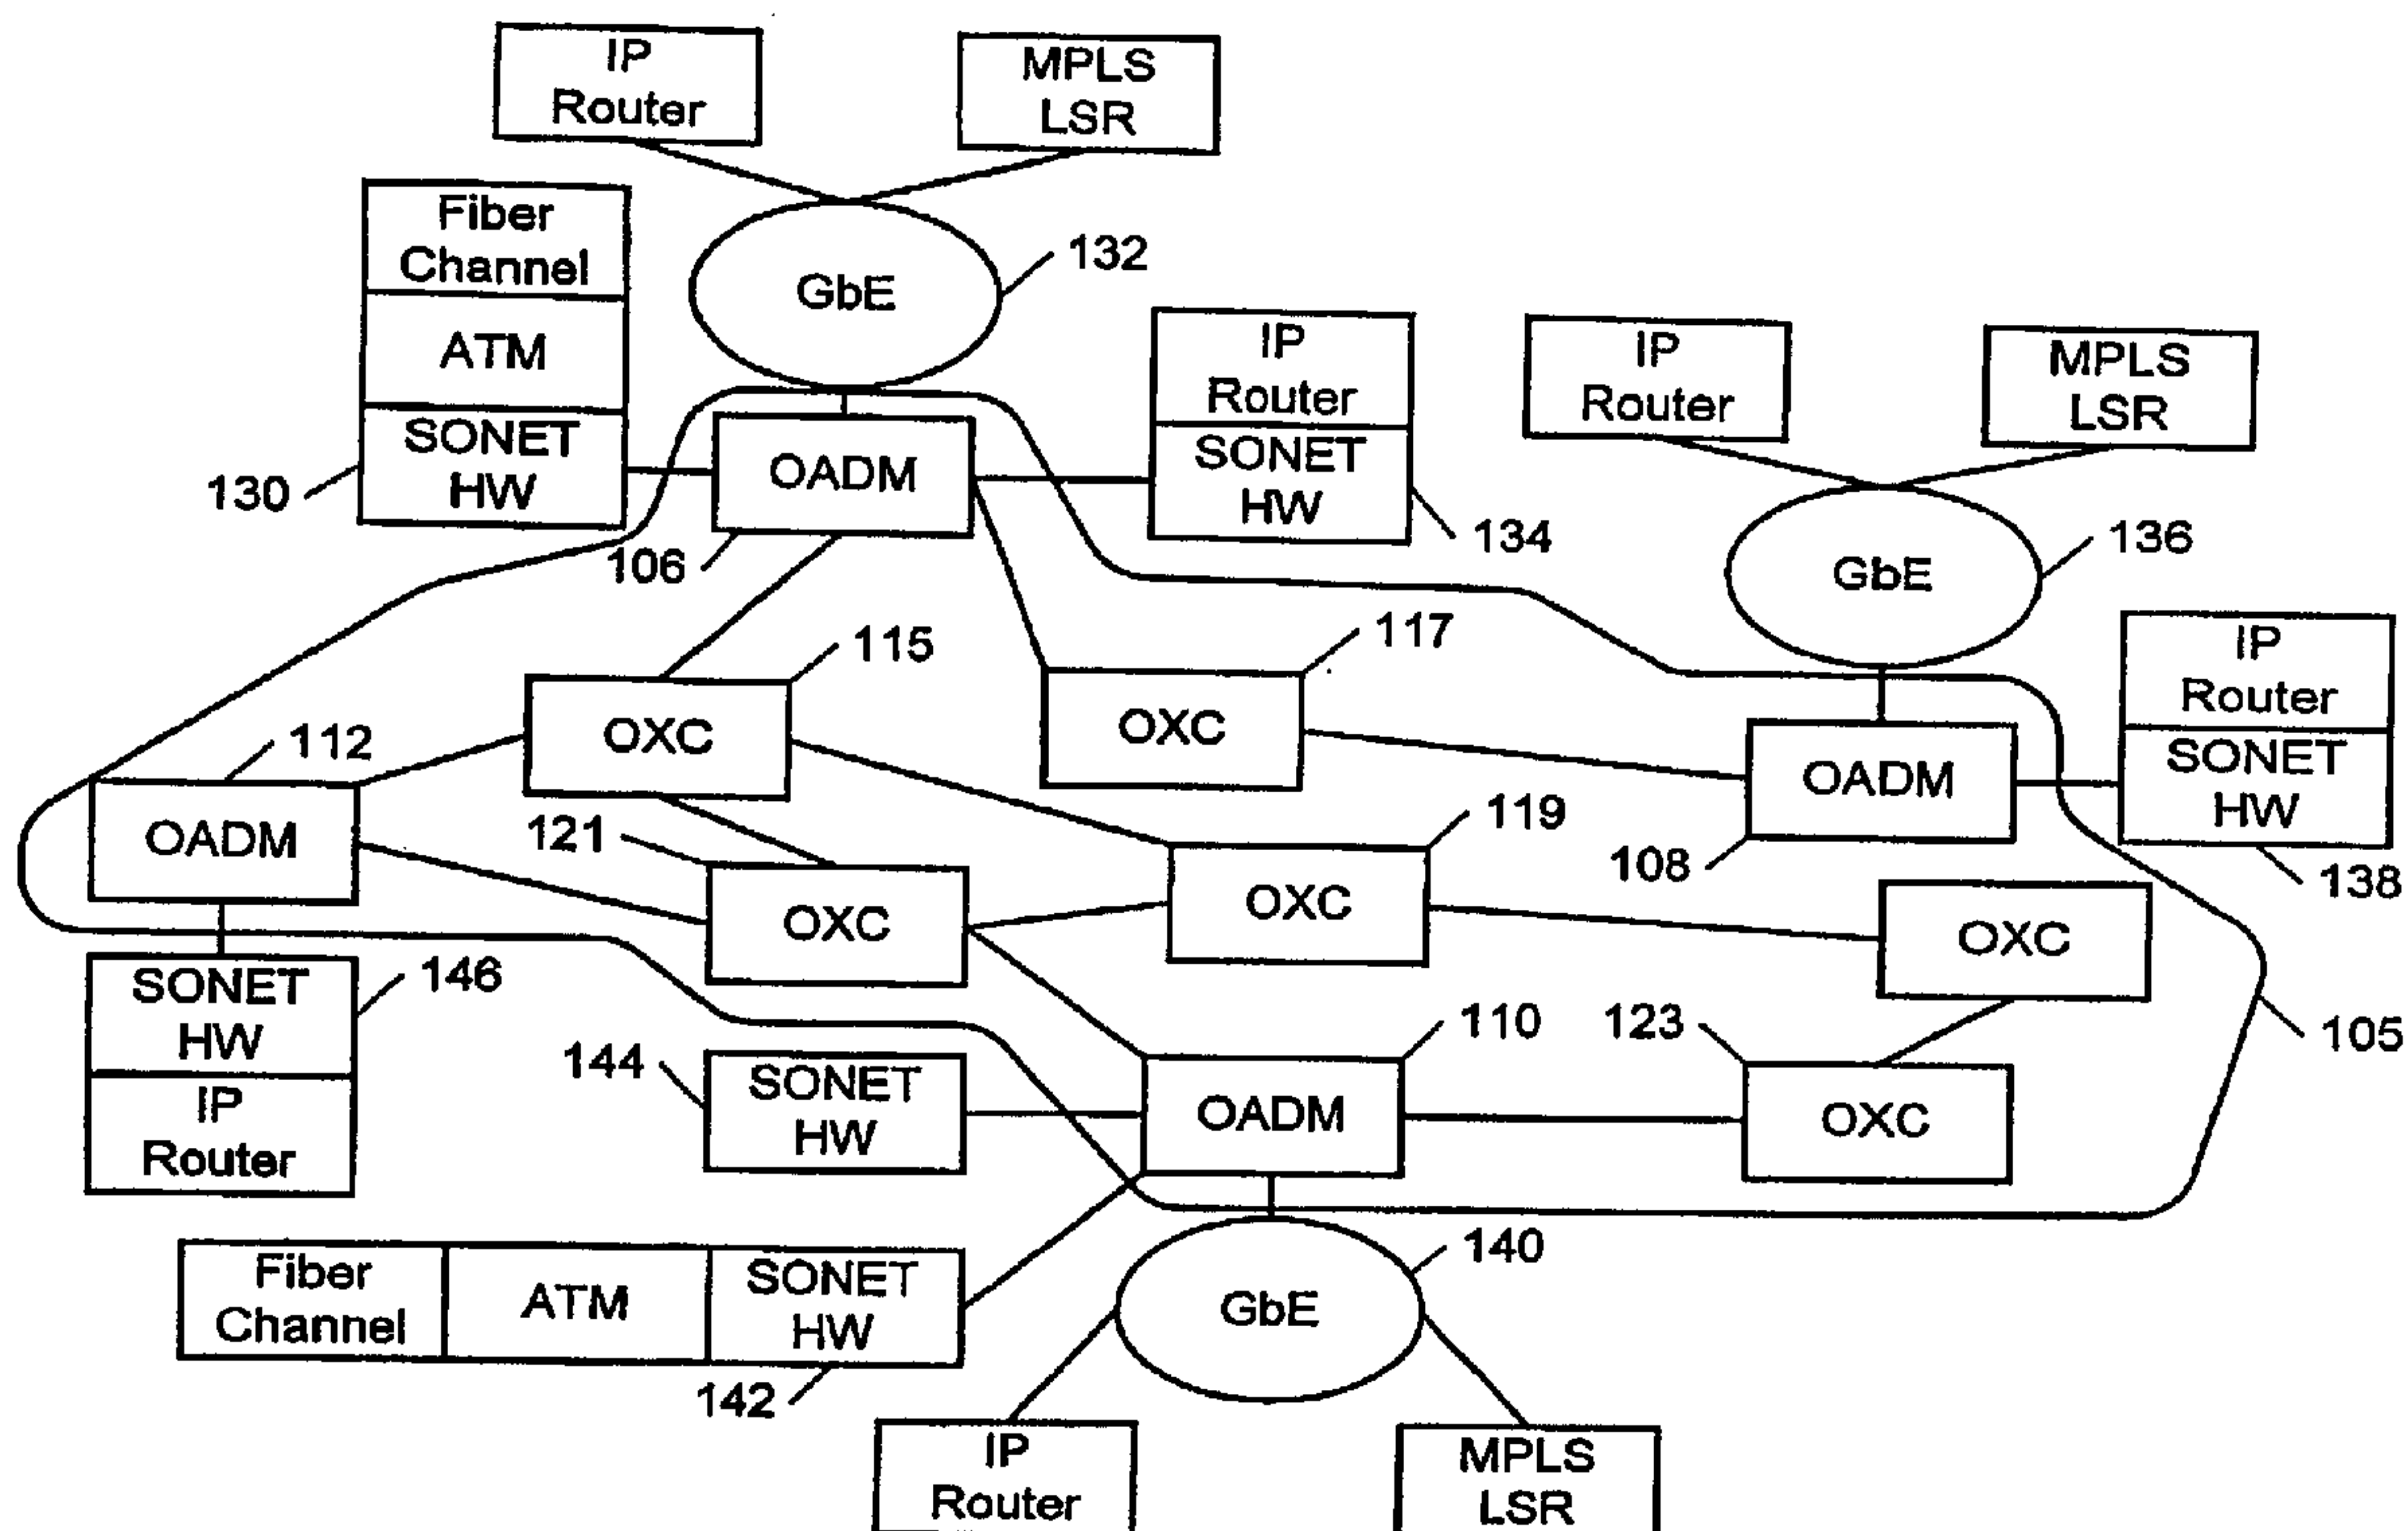 IP
Router
MPLS
LSR
Fiber
Channel
ATM
SONET
HW
130
GbE
132
OADM
106
IP
Router
SONET
HW
134
IP
Router
MPLS
LSR
GbE
136
IP
Router
SONET
HW
138
115
OXC
117
OXC
OADM
108
112
OADM
121
OXC
119
OXC
OXC
105
SONET
HW
IP
Router
146
144
SONET
HW
110
OADM
123
OXC
Fiber
Channel
ATM
SONET
HW
142
GbE
140
IP
Router
MPLS
LSR